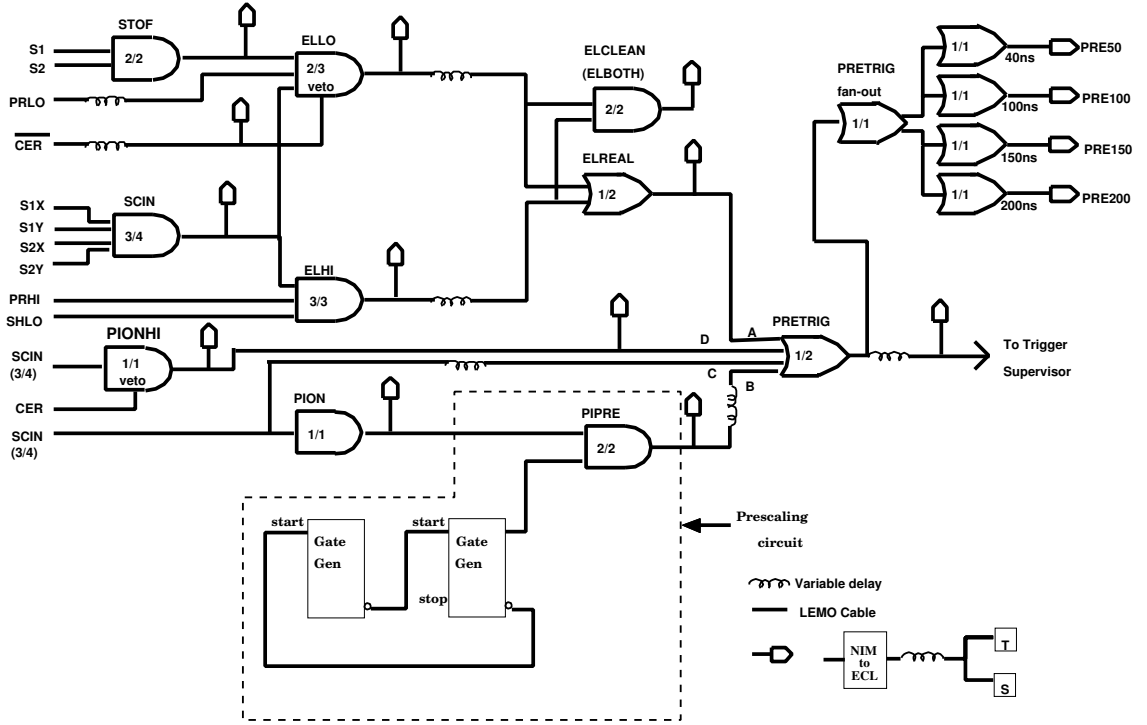 STOF
S1
S2
2/2
PRLO
CER
ELLO
2/3
veto
ELCLEAN
(ELBOTH)
2/2
ELREAL
1/2
PRETRIG
fan-out
1/1
1/1
40ns
PRE50
1/1
100ns
PRE100
1/1
150ns
PRE150
1/1
200ns
PRE200
SCIN
S1X
S1Y
S2X
S2Y
3/4
ELHI
3/3
PRHI
SHLO
PIONHI
1/1
veto
SCIN
(3/4)
CER
SCIN
(3/4)
PION
1/1
PIPRE
2/2
D
A
C
B
PRETRIG
1/2
To Trigger
Supervisor
start
Gate
Gen
start
Gate
Gen
stop
Prescaling
circuit
Variable delay
LEMO Cable
NIM
to
ECL
T
S